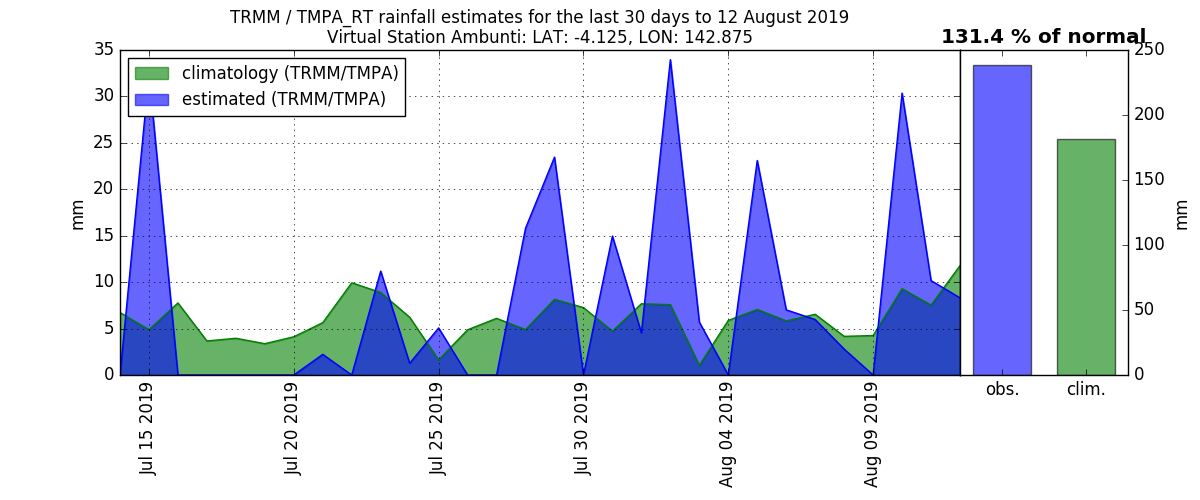 TRMM / TMPA_RT rainfall estimates for the last 30 days to 12 August 2019
Virtual Station Ambunti: LAT: -4.125, LON: 142.875
131.4 % of normal
climatology (TRMM/TMPA)
estimated (TRMM/TMPA)
35
30
25
20
15
10
5
0
mm
Jul 15 2019
Jul 20 2019
Jul 25 2019
Jul 30 2019
Aug 04 2019
Aug 09 2019
obs.
clim.
250
200
150
100
50
0
mm